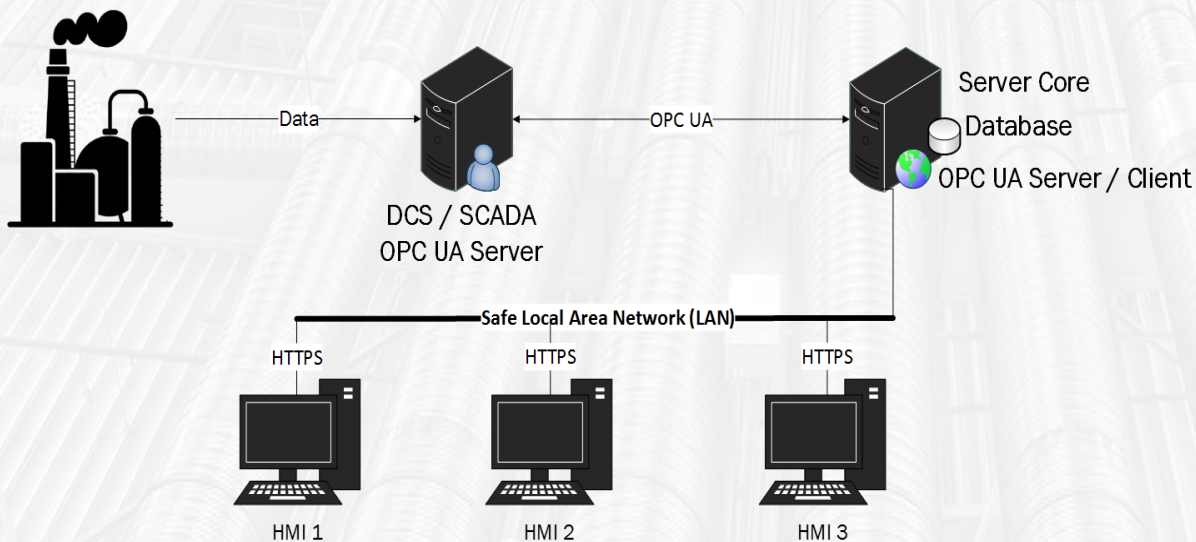 Data
OPC UA
Server Core
Database
OPC UA Server / Client
DCS / SCADA
OPC UA Server
Safe Local Area Network (LAN)
HTTPS
HTTPS
HTTPS
HMI 1
HMI 2
HMI 3